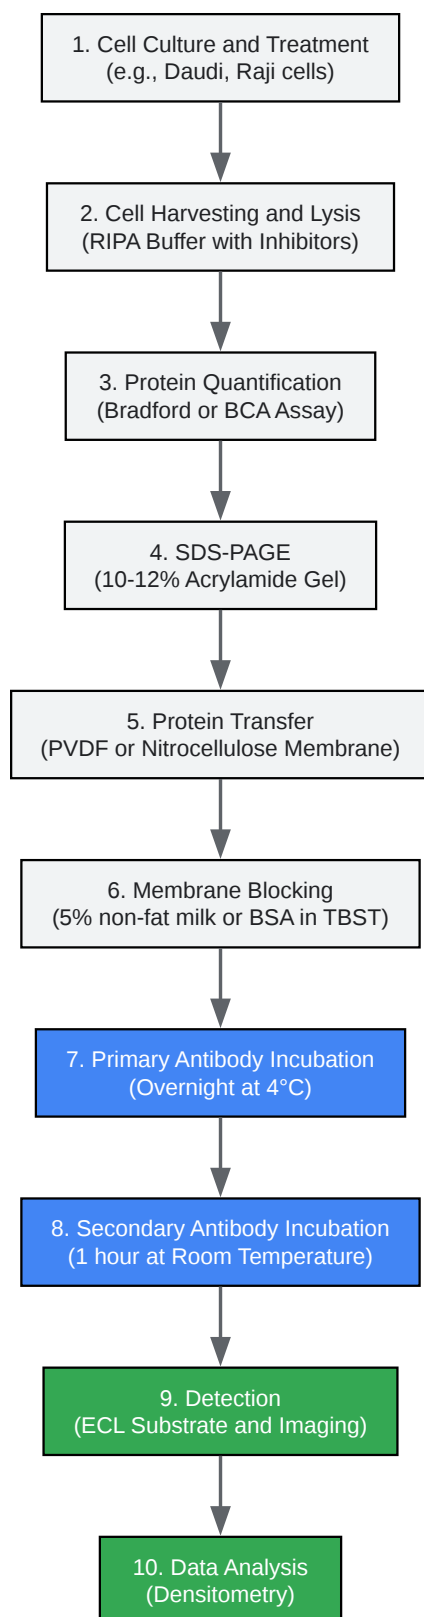 1. Cell Culture and Treatment
(e.g., Daudi, Raji cells)
2. Cell Harvesting and Lysis
(RIPA Buffer with Inhibitors)
3. Protein Quantification
(Bradford or BCA Assay)
4. SDS-PAGE
(10-12% Acrylamide Gel)
5. Protein Transfer
(PVDF or Nitrocellulose Membrane)
6. Membrane Blocking
(5% non-fat milk or BSA in TBST)
7. Primary Antibody Incubation
(Overnight at 4°C)
8. Secondary Antibody Incubation
(1 hour at Room Temperature)
9. Detection
(ECL Substrate and Imaging)
10. Data Analysis
(Densitometry)